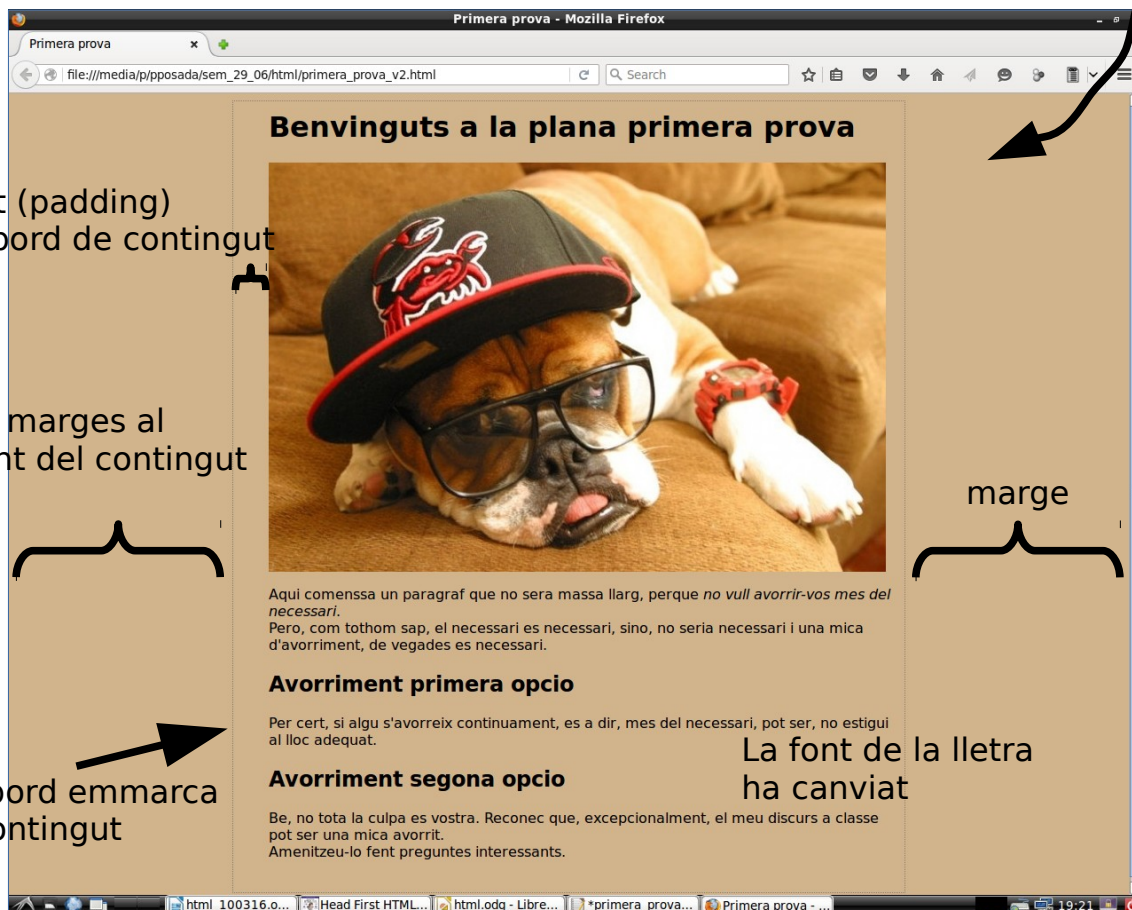 Primera prova - Mozilla Firefox
Primera prova
file:///media/p/pposada/sem_29_06/html/primera_prova_v2.html
Search
Benvinguts a la plana primera prova
(padding)
bord de contingut
marges al
del contingut
marge
Aqui comenssa un paragraf que no sera massa llarg, perque no vull avorrir-vos mes del
necessari.
Pero, com tothom sap, el necessari es necessari, sino, no seria necessari i una mica
d'avorriment, de vegades es necessari.
Avorriment primera opcio
Per cert, si algu s'avorreix continuament, es a dir, mes del necessari, pot ser, no estigui
al lloc adequat.
La font de la lletra
ha canviat
Avorriment segona opcio
bord emmarca
contingut
Be, no tota la culpa es vostra. Reconec que, excepcionalment, el meu discurs a classe
pot ser una mica avorrit.
Amenitzeu-lo fent preguntes interessants.
html_100316.o... Head First HTML... html.odg - Libre... *primera_prova... Primera prova - ... 19:21